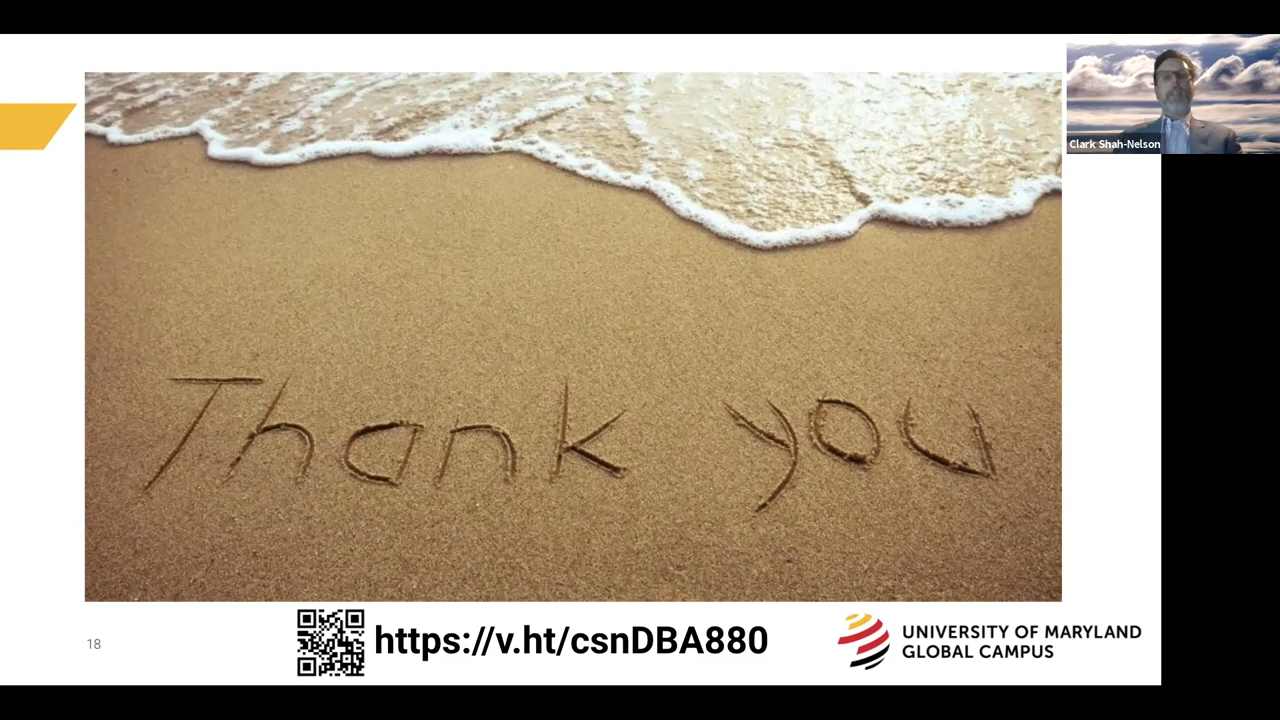 Clark Shah-Nelson
Thank you
18
https://v.ht/csnDBA880
UNIVERSITY OF MARYLAND
GLOBAL CAMPUS